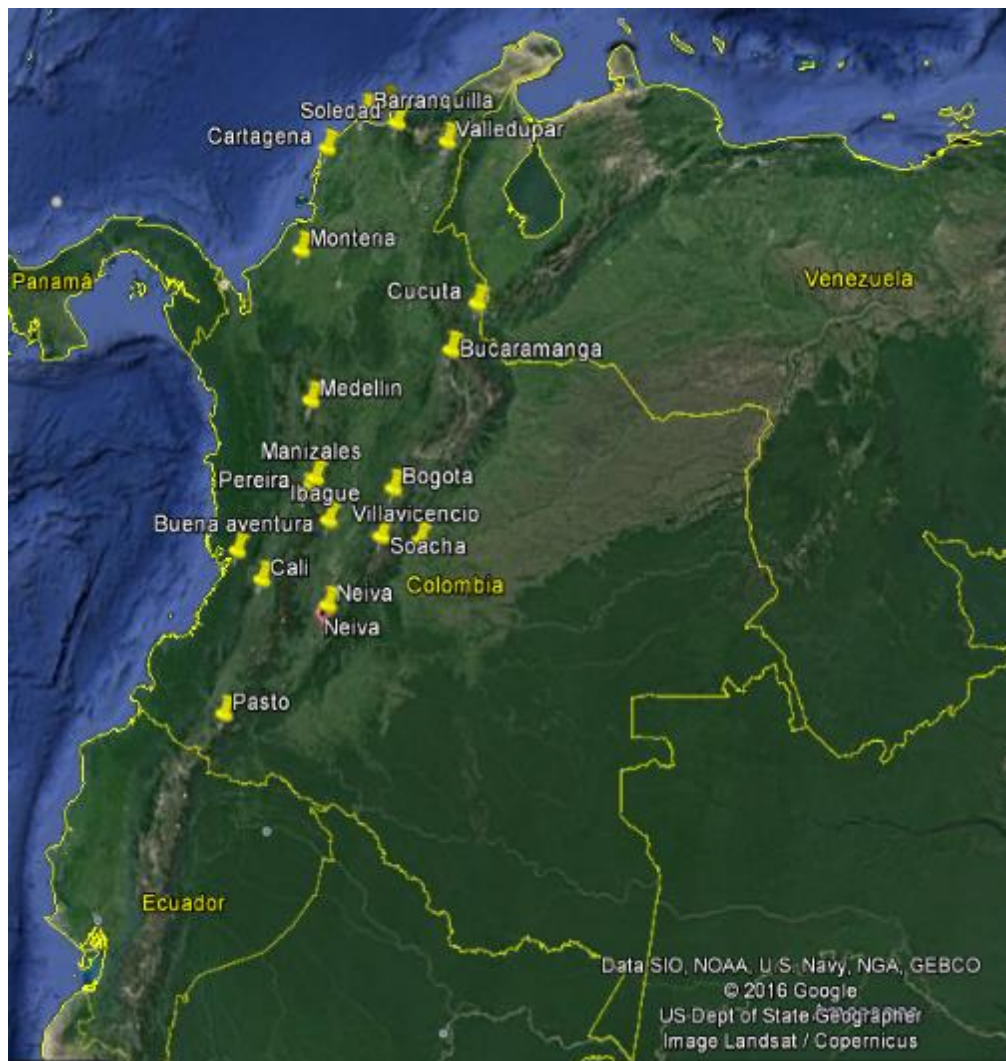 Barranquilla
Soledad
Cartagena
Valledupar
Monteria
Panamá
Venezuela
Cucuta
Bucaramanga
Medellin
Manizales
Pereira
Bogota
Ibague
Villavicencio
Buena aventura
Soacha
Cali
Colômbia
Neiva
Neiva
Pasto
Ecuador
Data SIO, NOAA, U.S. Navy, NGA, GEBCO
© 2016 Google
US Dept of State Geographer
Image Landsat / Copernicus